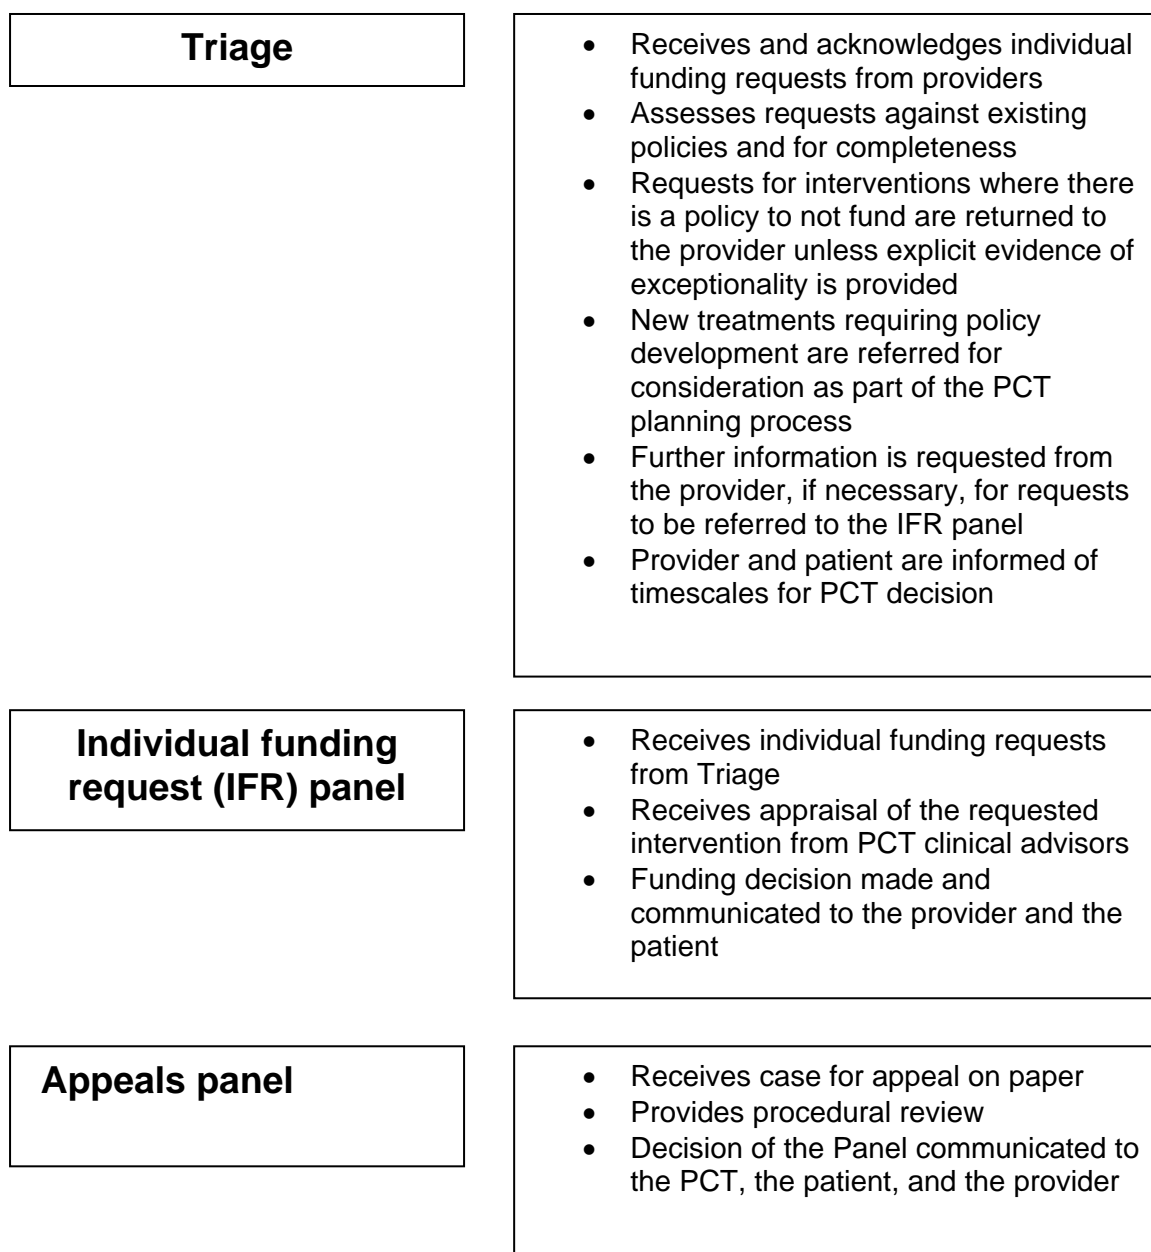 Triage
• Receives and acknowledges individual
funding requests from providers
• Assesses requests against existing
policies and for completeness
• Requests for interventions where there
is a policy to not fund are returned to
the provider unless explicit evidence of
exceptionality is provided
• New treatments requiring policy
development are referred for
consideration as part of the PCT
planning process
• Further information is requested from
the provider, if necessary, for requests
to be referred to the IFR panel
• Provider and patient are informed of
timescales for PCT decision
Individual funding
request (IFR) panel
• Receives individual funding requests
from Triage
• Receives appraisal of the requested
intervention from PCT clinical advisors
• Funding decision made and
communicated to the provider and the
patient
Appeals panel
• Receives case for appeal on paper
• Provides procedural review
• Decision of the Panel communicated to
the PCT, the patient, and the provider